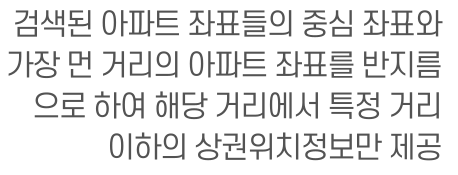 검색된 아파트 좌표들의 중심 좌표와
가장 먼 거리의 아파트 좌표를 반지름
으로 하여 해당 거리에서 특정 거리
이하의 상권위치정보만 제공